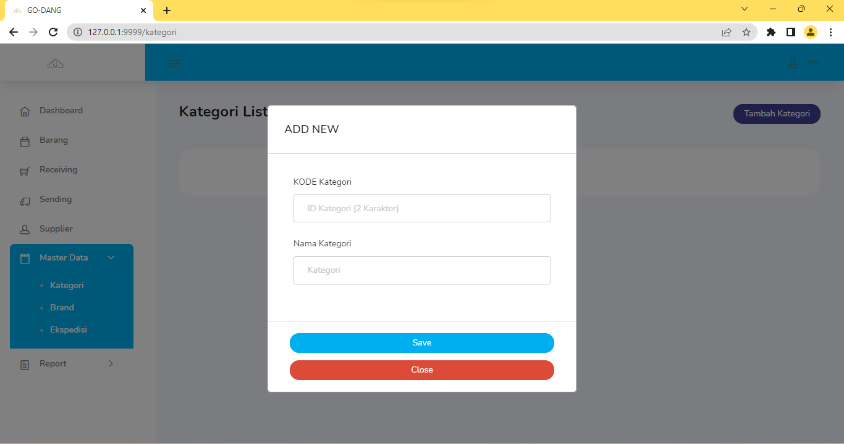 GO-DANG
127.0.0.1:9999/kategori
Dashboard
Barang
Receiving
Sending
Supplier
Master Data
Kategori
Brand
Ekspedisi
Report
Kategori List
Tambah Kategori
ADD NEW
KODE Kategori
ID Kategori (2 Karaktor)
Nama Kategori
Kategori
Save
Close